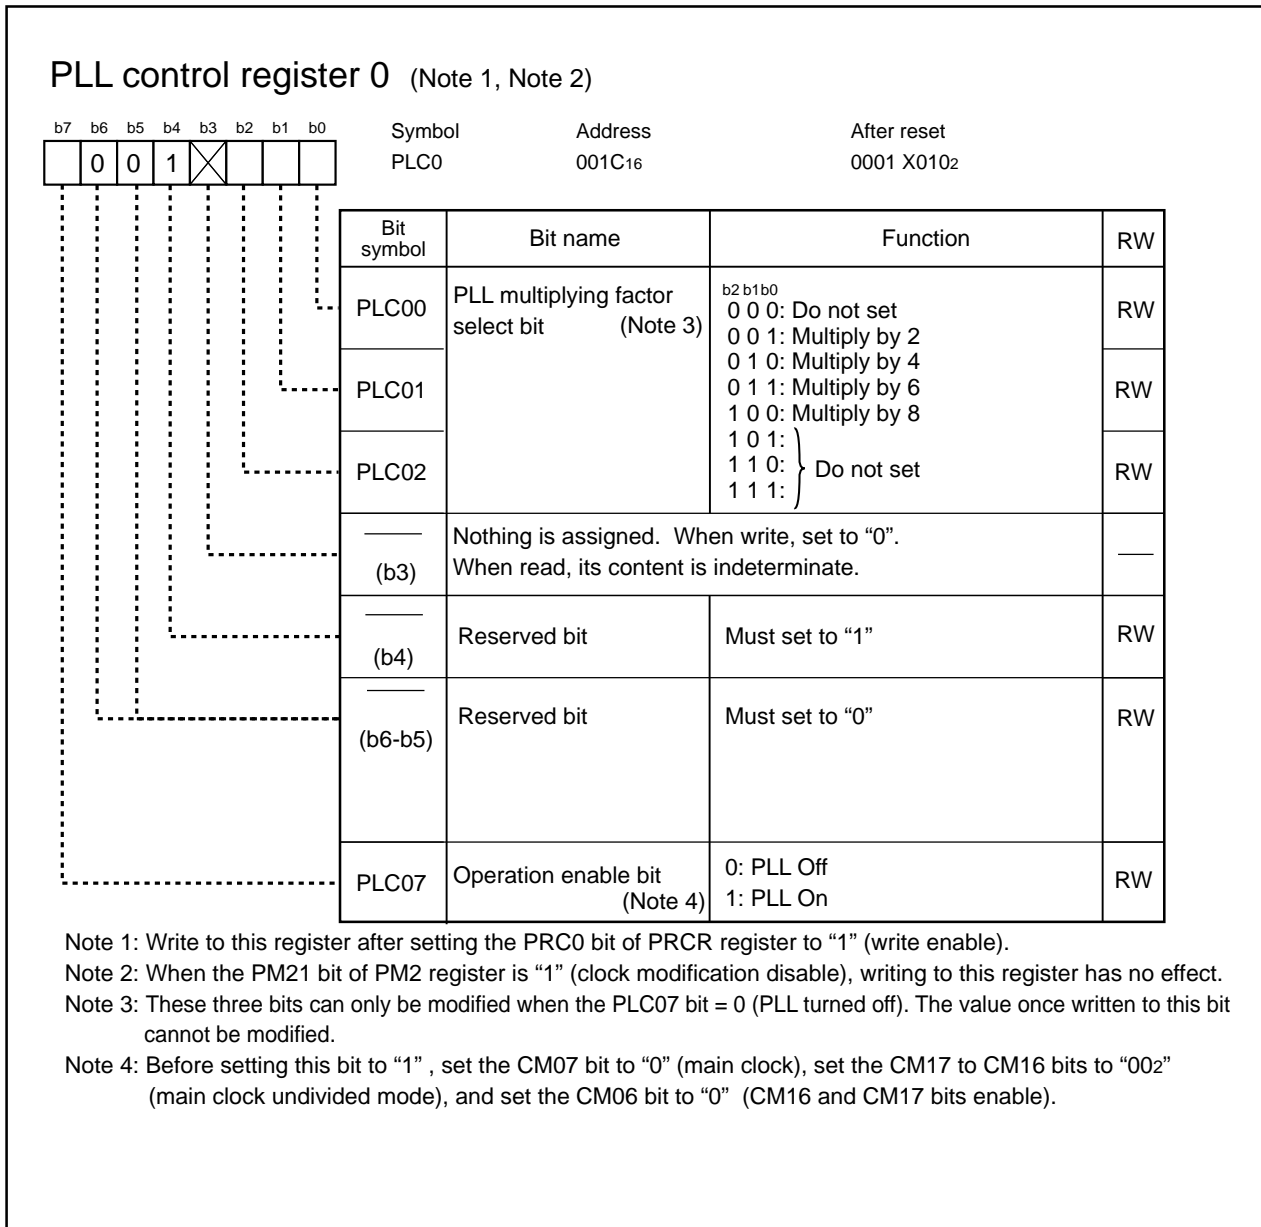 PLL control register 0 (Note 1, Note 2)
b7 b6 b5 b4 b3 b2 b1 b0
Symbol Address After reset
0 0 1
PLC0 001C16 0001 X0102
Bit symbol Bit name Function RW
PLC00 PLL multiplying factor select bit (Note 3) RW
b2 b1 b0
0 0 0: Do not set
0 0 1: Multiply by 2
0 1 0: Multiply by 4
0 1 1: Multiply by 6
1 0 0: Multiply by 8
1 0 1:
1 1 0: Do not set
1 1 1:
PLC01 RW
PLC02 RW
(b3) Nothing is assigned. When write, set to “0”.
When read, its content is indeterminate.
(b4) Reserved bit Must set to “1” RW
(b6-b5) Reserved bit Must set to “0” RW
PLC07 Operation enable bit (Note 4) RW
0: PLL Off
1: PLL On
Note 1: Write to this register after setting the PRC0 bit of PRCR register to “1” (write enable).
Note 2: When the PM21 bit of PM2 register is “1” (clock modification disable), writing to this register has no effect.
Note 3: These three bits can only be modified when the PLC07 bit = 0 (PLL turned off). The value once written to this bit
cannot be modified.
Note 4: Before setting this bit to “1” , set the CM07 bit to “0” (main clock), set the CM17 to CM16 bits to “002”
(main clock undivided mode), and set the CM06 bit to “0” (CM16 and CM17 bits enable).